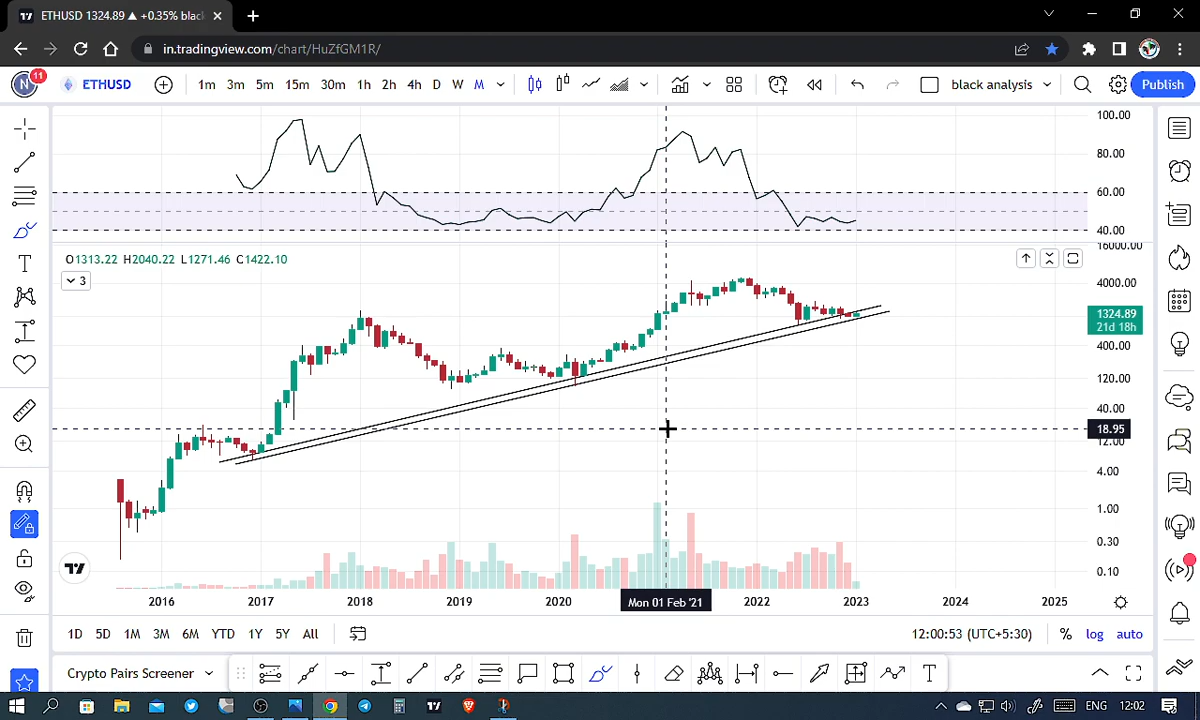 ETHUSD 1324.89 ▲ +0.35% blac
in.tradingview.com/chart/HuZfGM1R/
N 11 ETHUSD 1m 3m 5m 15m 30m 1h 2h 4h D W M black analysis Publish
100.00
80.00
60.00
40.00
16000.00
O1313.22 H2040.22 L1271.46 C1422.10
3
4000.00
1324.89
21d 18h
400.00
120.00
40.00
18.95
12.00
4.00
1.00
0.30
0.10
2016 2017 2018 2019 2020 Mon 01 Feb '21 2022 2023 2024 2025
1D 5D 1M 3M 6M YTD 1Y 5Y All 12:00:53 (UTC+5:30) % log auto
Crypto Pairs Screener
ENG 12:02